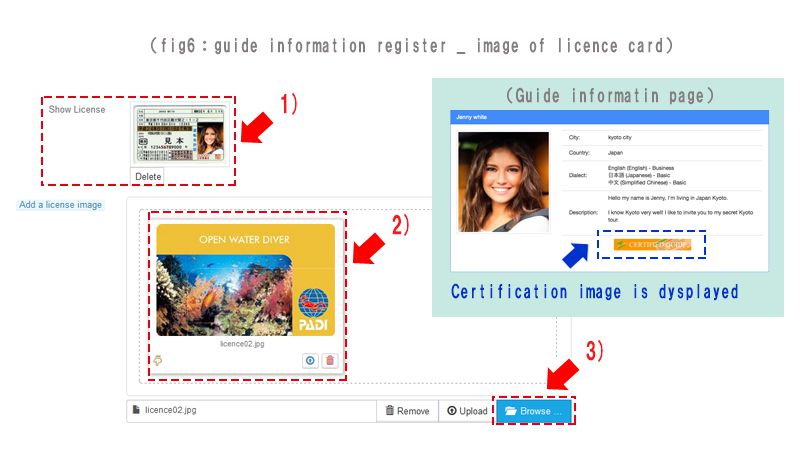 (fig6：guide information register _ image of licence card)
Show License
1)
見本
Delete
Add a license image
2)
OPEN WATER DIVER
PADI
licence02.jpg
3)
licence02.jpg
Remove
Upload
Browse ...
(Guide informatin page)
Jenny white
City: kyoto city
Country: Japan
Dialect: English (English) - Business
日本語 (Japanese) - Basic
中文 (Simplified Chinese) - Basic
Description: Hello my name is Jenny, I'm living in Japan Kyoto.
I know Kyoto very well! I like to invite you to my secret Kyoto
tour.
CERTIFIED GUIDE
Certification image is dysplayed